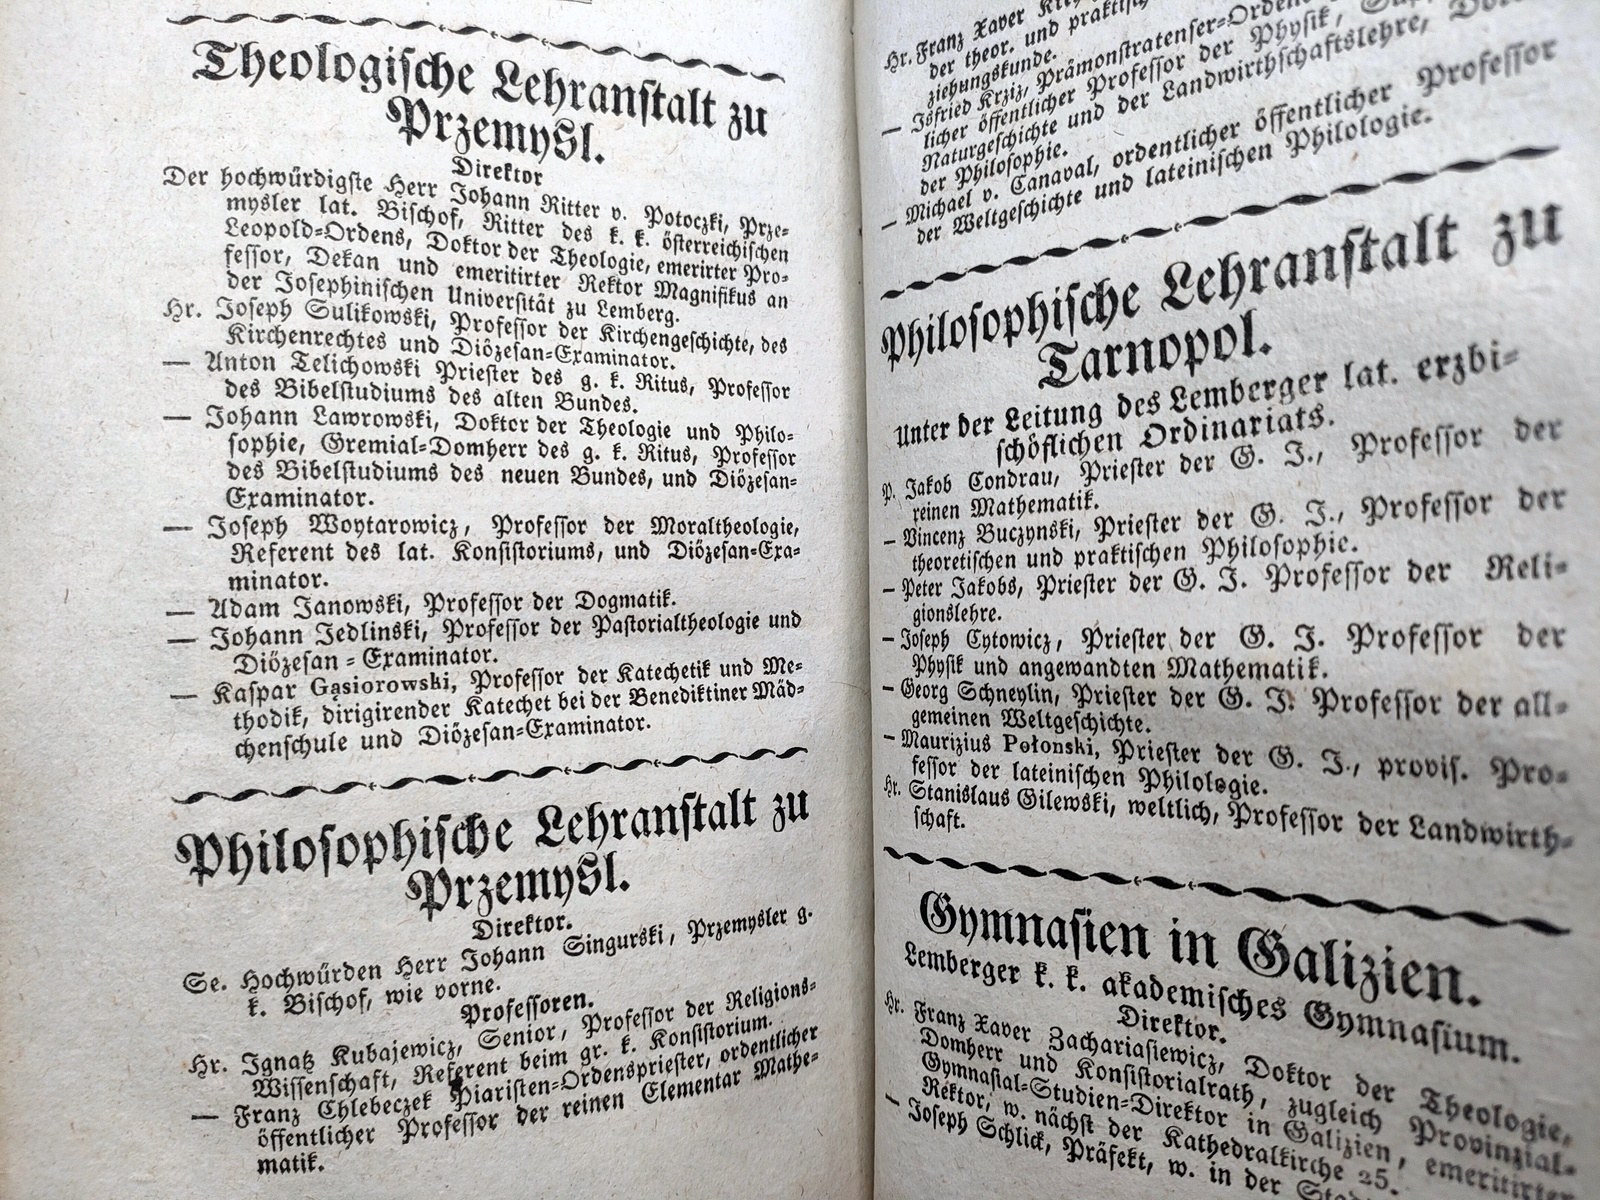 Theologische Lehranstalt zu
Przemysl.
Direktor
Der hochwürdigste Herr Johann Ritter v. Potoczki, Prze-
mysler lat. Bischof, Ritter des k. k. österreichischen
Leopold-Ordens, Doktor der Theologie, emerirter Pro-
fessor, Dekan und emeritirter Rektor Magnifikus an
der Josephinischen Universität zu Lemberg.
Hr. Joseph Sulikowski, Professor der Kirchengeschichte, des
Kirchenrechtes und Diözesan-Examinator.
— Anton Telichowski Priester des g. k. Ritus, Professor
des Bibelstudiums des alten Bundes.
— Johann Lawrowski, Doktor der Theologie und Philo-
sophie, Gremial-Domherr des g. k. Ritus, Professor
des Bibelstudiums des neuen Bundes, und Diözesan-
Examinator.
— Joseph Woytarowicz, Professor der Moraltheologie,
Referent des lat. Konsistoriums, und Diözesan-Exa-
minator.
— Adam Janowski, Professor der Dogmatik.
— Johann Jedlinski, Professor der Pastorialtheologie und
Diözesan-Examinator.
— Kaspar Gąsiorowski, Professor der Katechetik und Me-
thodik, dirigirender Katechet bei der Benediktiner Mäd-
chenschule und Diözesan-Examinator.
Philosophische Lehranstalt zu
Przemysl.
Direktor.
Se. Hochwürden Herr Johann Singurski, Przemysler g.
k. Bischof, wie vorne.
Professoren.
Hr. Ignatz Kubajewicz, Senior, Professor der Religions-
Wissenschaft, Referent beim gr. k. Konsistorium.
— Franz Chlebeczek Piaristen-Ordenspriester, ordentlicher
öffentlicher Professor der reinen Elementar Mathe-
matik.
Hr. Franz Xaver
der theor. und praktisch
ziehungskunde.
— Isfried Krziz, Prämonstratenser-Ordens
licher öffentlicher Professor der Physik,
Naturgeschichte und der Landwirthschaftslehre,
der Philosophie.
— Michael v. Canaval, ordentlicher öffentlicher Professor
der Weltgeschichte und lateinischen Philologie.
Philosophische Lehranstalt zu
Tarnopol.
Unter der Leitung des Lemberger lat. erzbi-
schöflichen Ordinariats.
P. Jakob Condrau, Priester der G. J., Professor der
reinen Mathematik.
— Vincenz Buczynski, Priester der G. J., Professor der
theoretischen und praktischen Philosophie.
— Peter Jakobs, Priester der G. J. Professor der Reli-
gionslehre.
— Joseph Cytowicz, Priester der G. J. Professor der
Physik und angewandten Mathematik.
— Georg Schneylin, Priester der G. J. Professor der all-
gemeinen Weltgeschichte.
— Maurizius Połonski, Priester der G. J., provis. Pro-
fessor der lateinischen Philologie.
Hr. Stanislaus Gilewski, weltlich, Professor der Landwirth-
schaft.
Gymnasien in Galizien.
Lemberger k. k. akademisches Gymnasium.
Direktor.
Hr. Franz Xaver Zachariasiewicz, Doktor der Theologie,
Domherr und Konsistorialrath, zugleich Provinzial-
Gymnasial-Studien-Direktor in Galizien, emeritirter
Rektor, w. nächst der Kathedralkirche 25.
— Joseph Schlick, Präfekt, w. in der